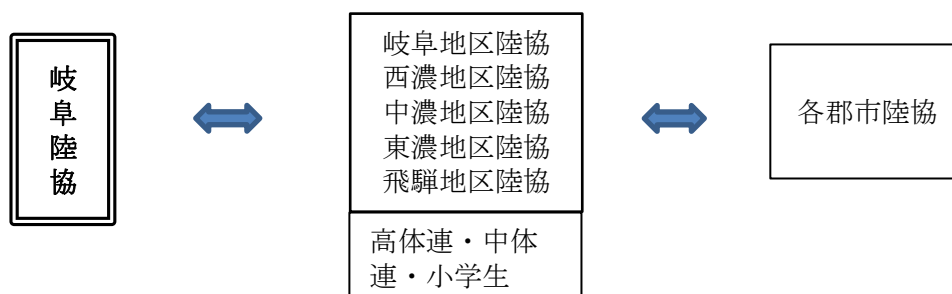 岐阜陸協
岐阜地区陸協
西濃地区陸協
中濃地区陸協
東濃地区陸協
飛騨地区陸協
高体連・中体
連・小学生
各郡市陸協